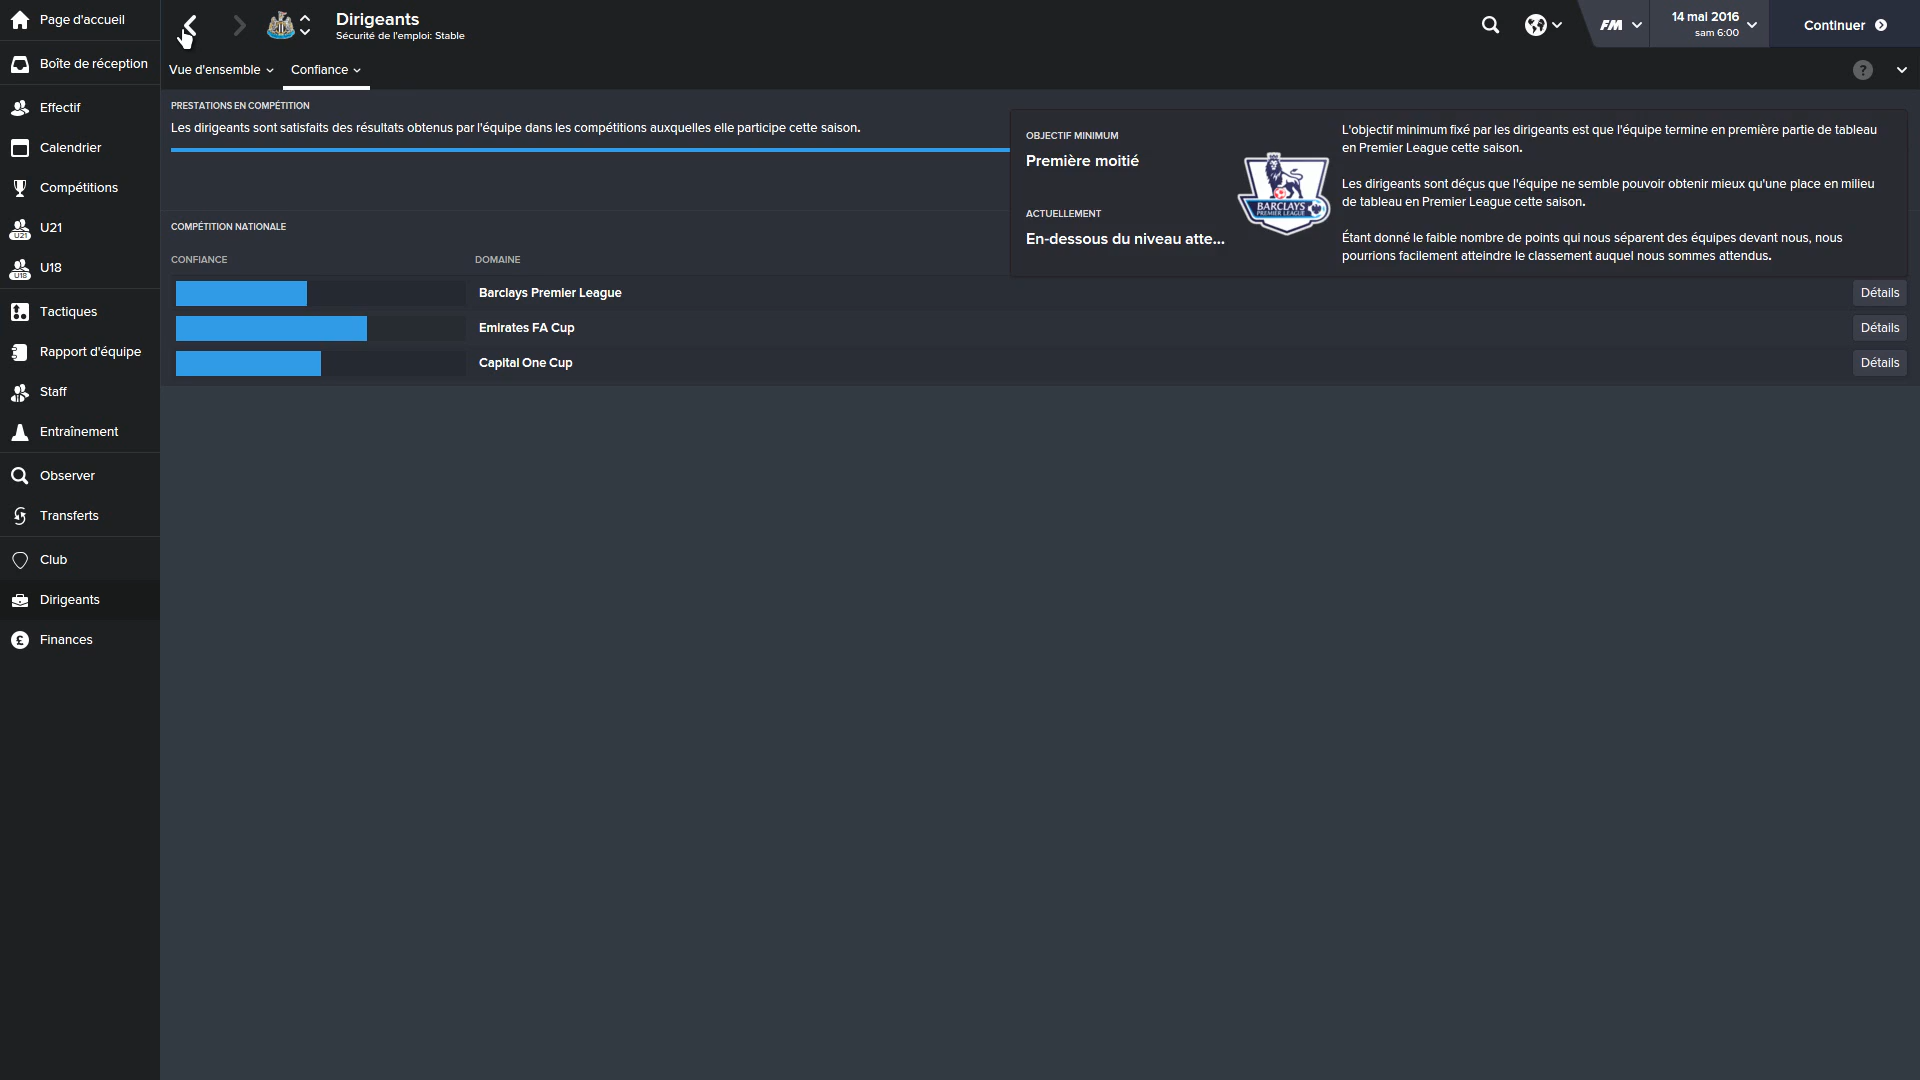 Page d'accueil
Boîte de réception
Effectif
Calendrier
Compétitions
U21
U21
U18
U18
Tactiques
Rapport d'équipe
Staff
Entraînement
Observer
Transferts
Club
Dirigeants
Finances
Dirigeants
Sécurité de l'emploi: Stable
FM
14 mai 2016
sam 6:00
Continuer
Vue d'ensemble
Confiance
?
PRESTATIONS EN COMPÉTITION
Les dirigeants sont satisfaits des résultats obtenus par l'équipe dans les compétitions auxquelles elle participe cette saison.
OBJECTIF MINIMUM
Première moitié
ACTUELLEMENT
En-dessous du niveau atte...
BARCLAYS
PREMIER LEAGUE
L'objectif minimum fixé par les dirigeants est que l'équipe termine en première partie de tableau
en Premier League cette saison.
Les dirigeants sont déçus que l'équipe ne semble pouvoir obtenir mieux qu'une place en milieu
de tableau en Premier League cette saison.
Étant donné le faible nombre de points qui nous séparent des équipes devant nous, nous
pourrions facilement atteindre le classement auquel nous sommes attendus.
COMPÉTITION NATIONALE
CONFIANCE DOMAINE
Barclays Premier League Détails
Emirates FA Cup Détails
Capital One Cup Détails